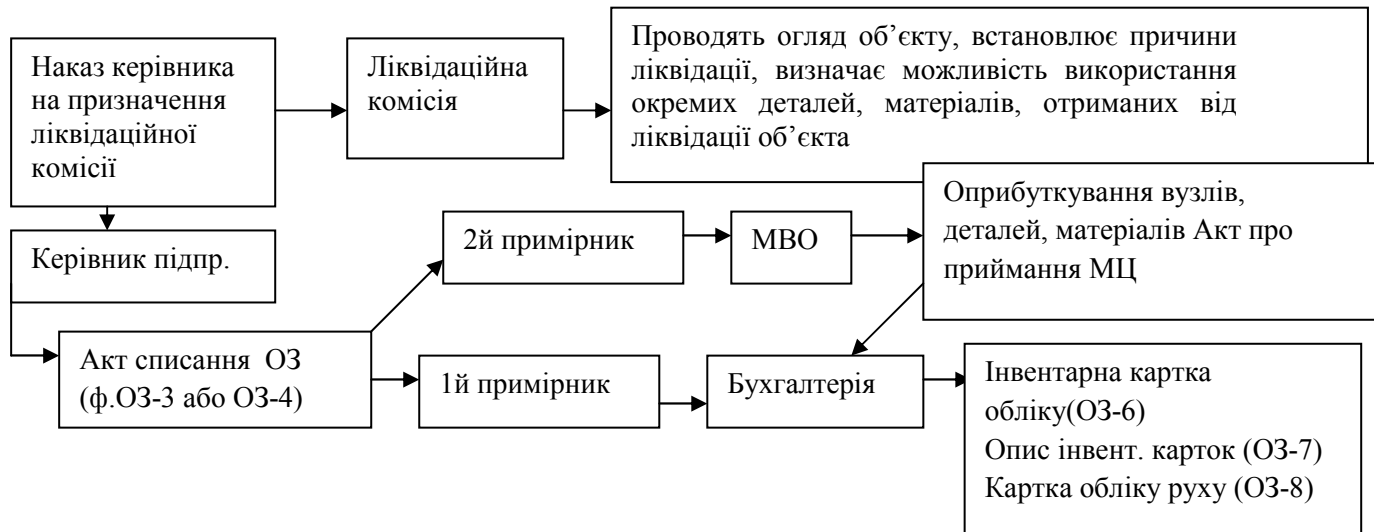 Наказ керівника
на призначення
ліквідаційної
комісії
Ліквідаційна
комісія
Проводять огляд об’єкту, встановлює причини
ліквідації, визначає можливість використання
окремих деталей, матеріалів, отриманих від
ліквідації об’єкта
Керівник підпр.
2й примірник
МВО
Оприбуткування вузлів,
деталей, матеріалів Акт про
приймання МЦ
Акт списання ОЗ
(ф.ОЗ-3 або ОЗ-4)
1й примірник
Бухгалтерія
Інвентарна картка
обліку(ОЗ-6)
Опис інвент. карток (ОЗ-7)
Картка обліку руху (ОЗ-8)